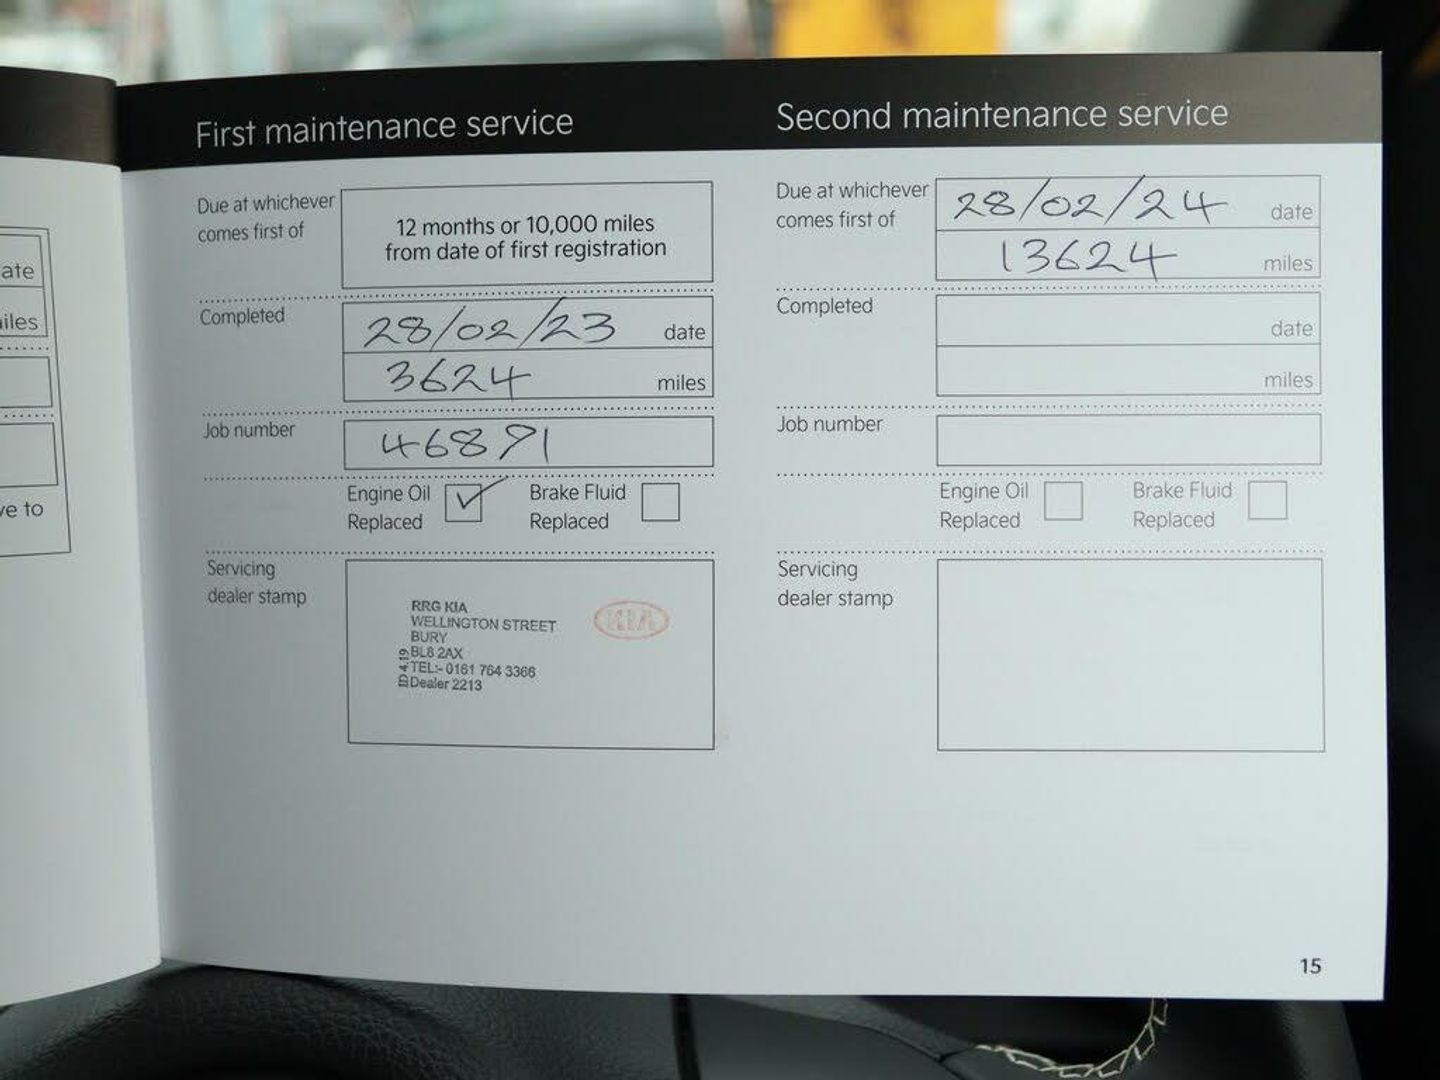 First maintenance service
Due at whichever
comes first of
12 months or 10,000 miles
from date of first registration
Completed
28/02/23 date
3624 miles
Job number
46891
Engine Oil
Replaced
Brake Fluid
Replaced
Servicing
dealer stamp
RRG KIA
WELLINGTON STREET
BURY
BL8 2AX
TEL:- 0161 764 3366
Dealer 2213
ID 4.19
KIA
Second maintenance service
Due at whichever
comes first of
28/02/24 date
13624 miles
Completed
date
miles
Job number
Engine Oil
Replaced
Brake Fluid
Replaced
Servicing
dealer stamp
15
ate
iles
ve to